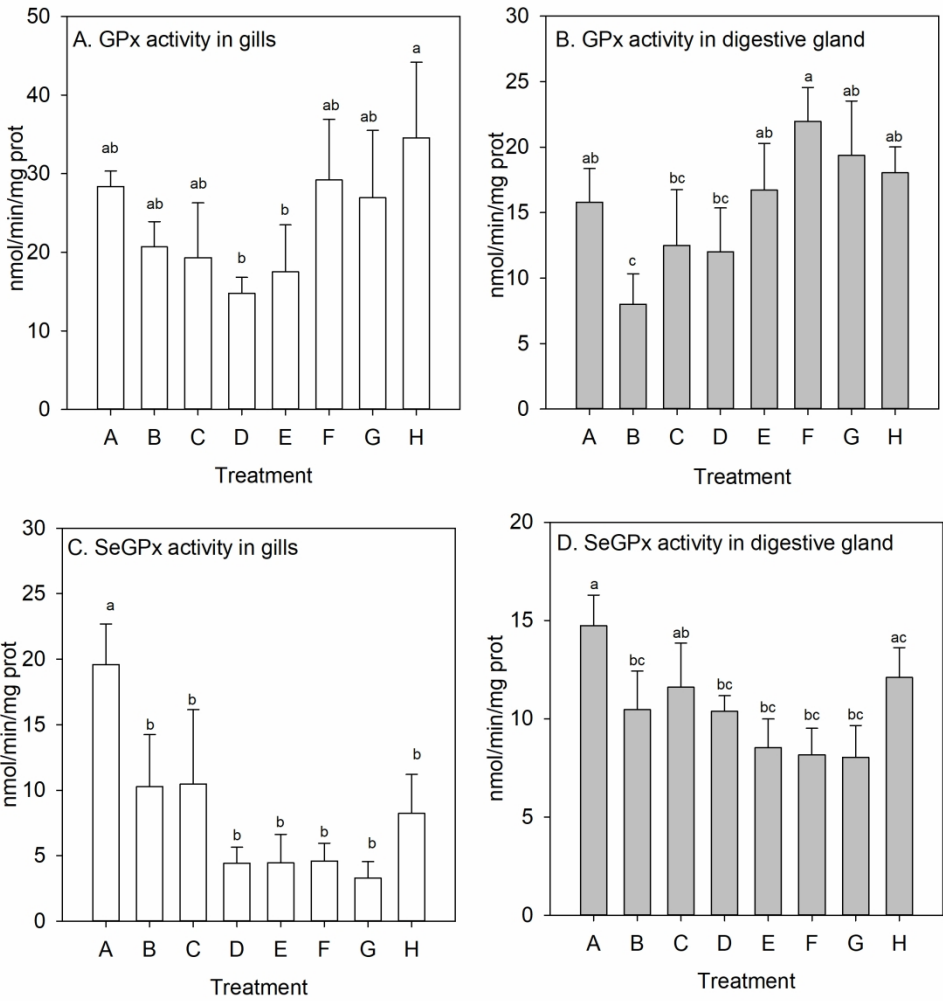 A. GPx activity in gills
nmol/min/mg prot
50
40
30
20
10
0
ab
ab
ab
b
b
ab
ab
a
A B C D E F G H
Treatment
B. GPx activity in digestive gland
nmol/min/mg prot
30
25
20
15
10
5
0
ab
c
bc
bc
ab
a
ab
ab
A B C D E F G H
Treatment
C. SeGPx activity in gills
nmol/min/mg prot
30
25
20
15
10
5
0
a
b
b
b
b
b
b
b
A B C D E F G H
Treatment
D. SeGPx activity in digestive gland
nmol/min/mg prot
20
15
10
5
0
a
bc
ab
bc
bc
bc
bc
ac
A B C D E F G H
Treatment